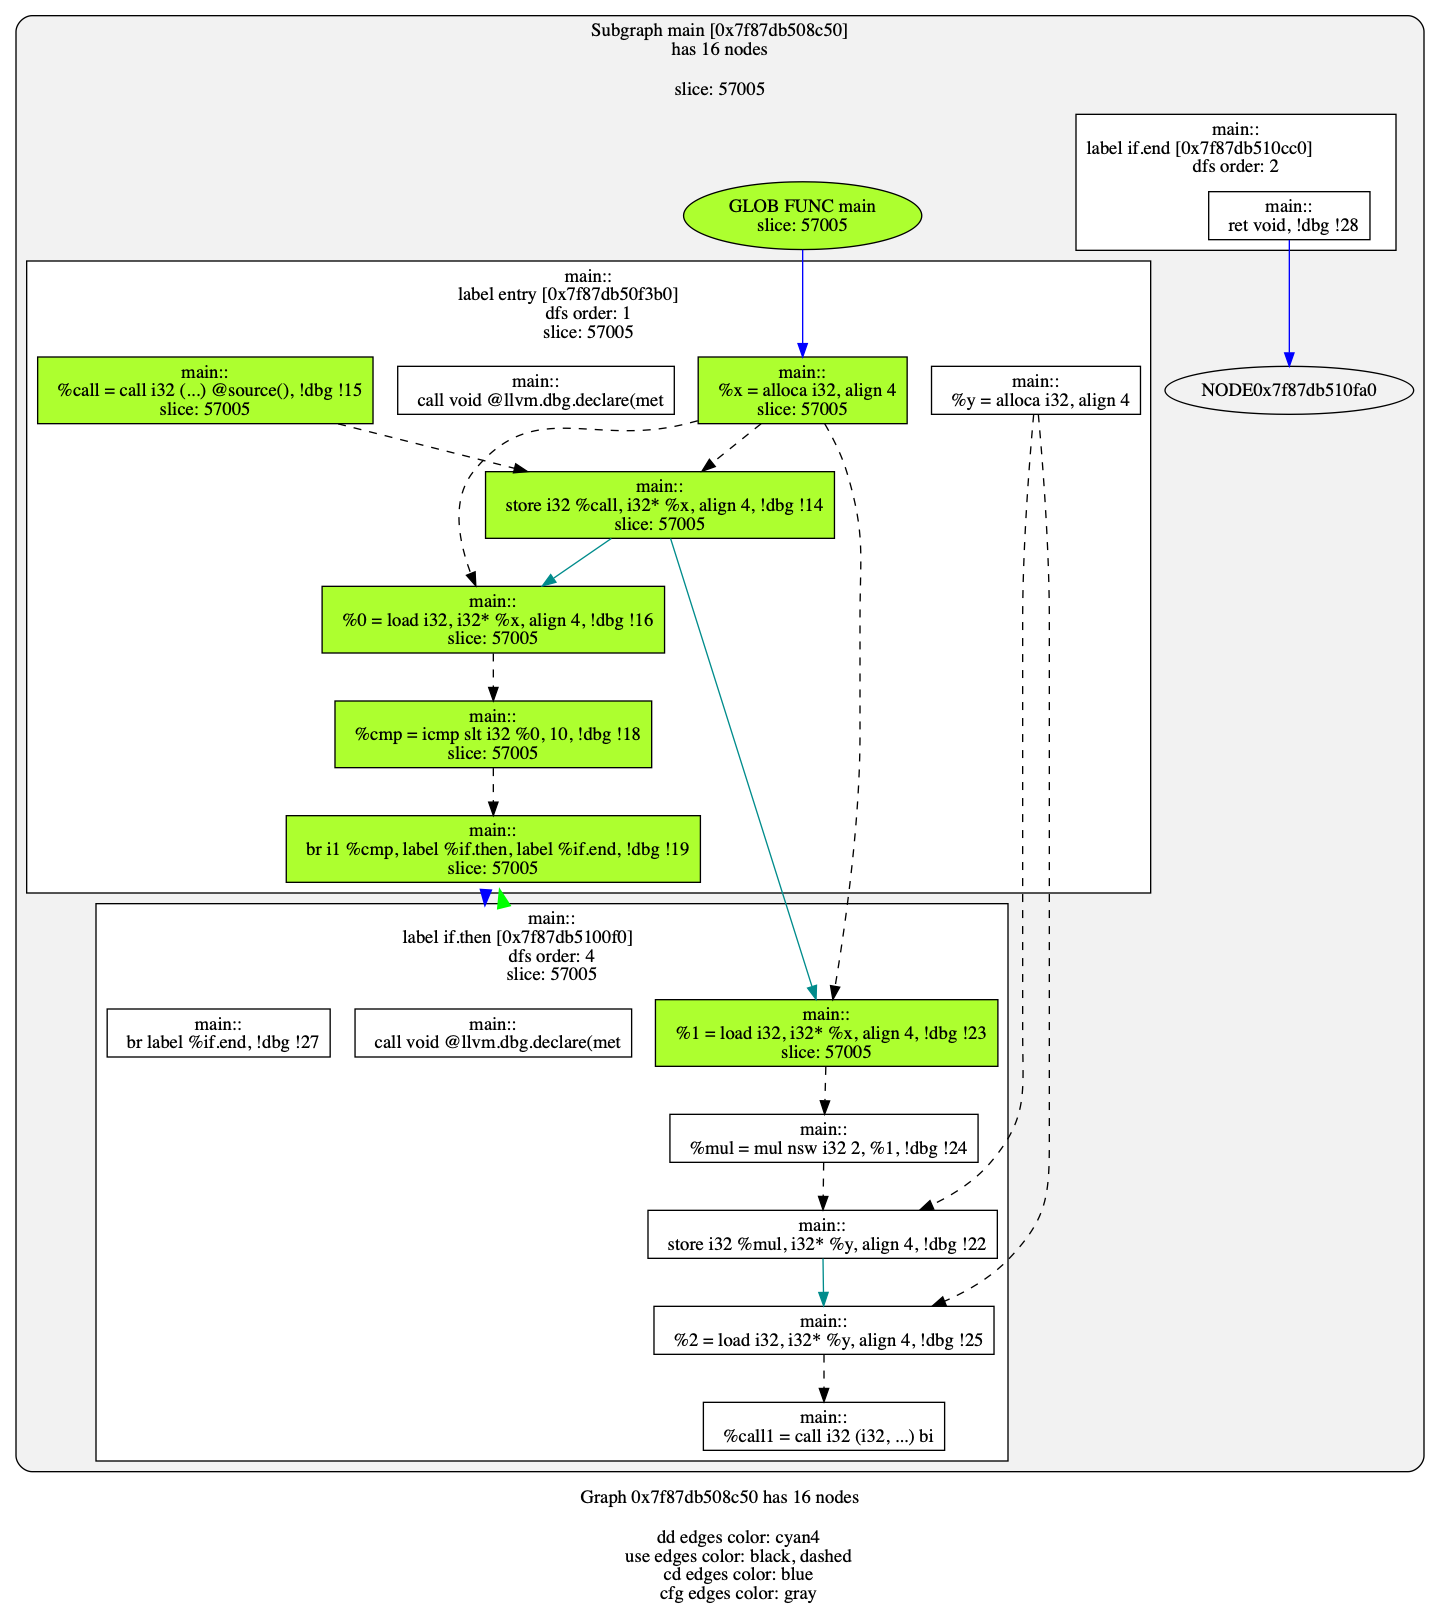 Subgraph main [0x7f87db508c50]
has 16 nodes
slice: 57005
main::
label if.end [0x7f87db510cc0]
dfs order: 2
main::
ret void, !dbg !28
GLOB FUNC main
slice: 57005
main::
label entry [0x7f87db50f3b0]
dfs order: 1
slice: 57005
main::
%call = call i32 (...) @source(), !dbg !15
slice: 57005
main::
call void @llvm.dbg.declare(met
main::
%x = alloca i32, align 4
slice: 57005
main::
%y = alloca i32, align 4
NODE0x7f87db510fa0
main::
store i32 %call, i32* %x, align 4, !dbg !14
slice: 57005
main::
%0 = load i32, i32* %x, align 4, !dbg !16
slice: 57005
main::
%cmp = icmp slt i32 %0, 10, !dbg !18
slice: 57005
main::
br i1 %cmp, label %if.then, label %if.end, !dbg !19
slice: 57005
main::
label if.then [0x7f87db5100f0]
dfs order: 4
slice: 57005
main::
br label %if.end, !dbg !27
main::
call void @llvm.dbg.declare(met
main::
%1 = load i32, i32* %x, align 4, !dbg !23
slice: 57005
main::
%mul = mul nsw i32 2, %1, !dbg !24
main::
store i32 %mul, i32* %y, align 4, !dbg !22
main::
%2 = load i32, i32* %y, align 4, !dbg !25
main::
%call1 = call i32 (i32, ...) bi
Graph 0x7f87db508c50 has 16 nodes
dd edges color: cyan4
use edges color: black, dashed
cd edges color: blue
cfg edges color: gray